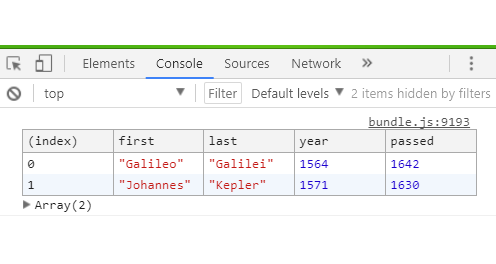 Elements Console Sources Network »
top ▼ Filter Default levels ▼ 2 items hidden by filters
bundle.js:9193
(index) first last year passed
0 "Galileo" "Galilei" 1564 1642
1 "Johannes" "Kepler" 1571 1630
▶ Array(2)